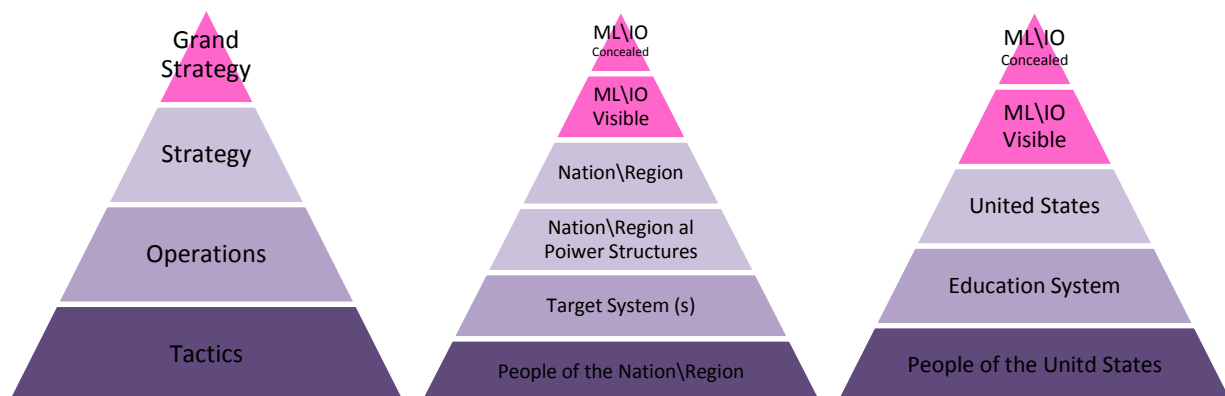 Grand
Strategy
Strategy
Operations
Tactics
ML\IO
Concealed
ML\IO
Visible
Nation\Region
Nation\Region al
Poiwer Structures
Target System (s)
People of the Nation\Region
ML\IO
Concealed
ML\IO
Visible
United States
Education System
People of the Unitd States